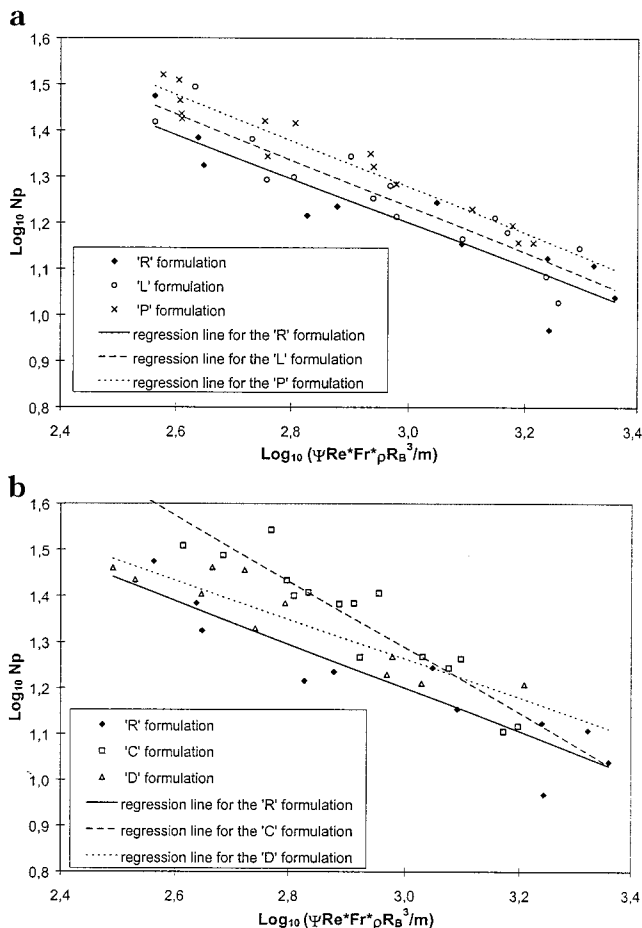 a
1,6
1,5
1,4
1,3
1,2
1,1
1,0
0,9
0,8
Log₁₀ Np
'R' formulation
'L' formulation
'P' formulation
regression line for the 'R' formulation
regression line for the 'L' formulation
regression line for the 'P' formulation
2,4 2,6 2,8 3,0 3,2 3,4
Log₁₀ (ΨRe*Fr*ρR_B³/m)
b
1,6
1,5
1,4
1,3
1,2
1,1
1,0
0,9
0,8
Log₁₀ Np
'R' formulation
'C' formulation
'D' formulation
regression line for the 'R' formulation
regression line for the 'C' formulation
regression line for the 'D' formulation
2,4 2,6 2,8 3,0 3,2 3,4
Log₁₀ (ΨRe*Fr*ρR_B³/m)